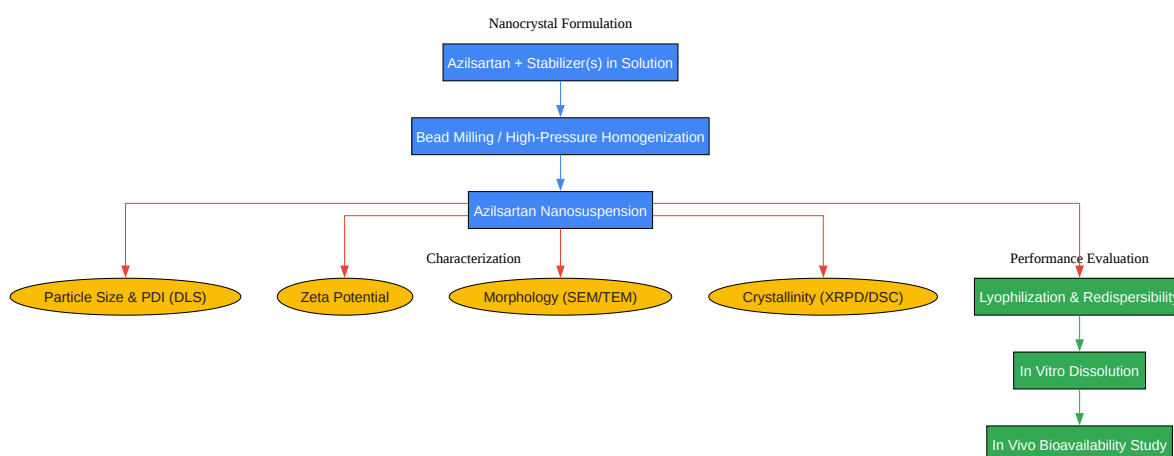 Nanocrystal Formulation
Azilsartan + Stabilizer(s) in Solution
Bead Milling / High-Pressure Homogenization
Azilsartan Nanosuspension
Characterization
Performance Evaluation
Particle Size & PDI (DLS)
Zeta Potential
Morphology (SEM/TEM)
Crystallinity (XRPD/DSC)
Lyophilization & Redispersibility
In Vitro Dissolution
In Vivo Bioavailability Study